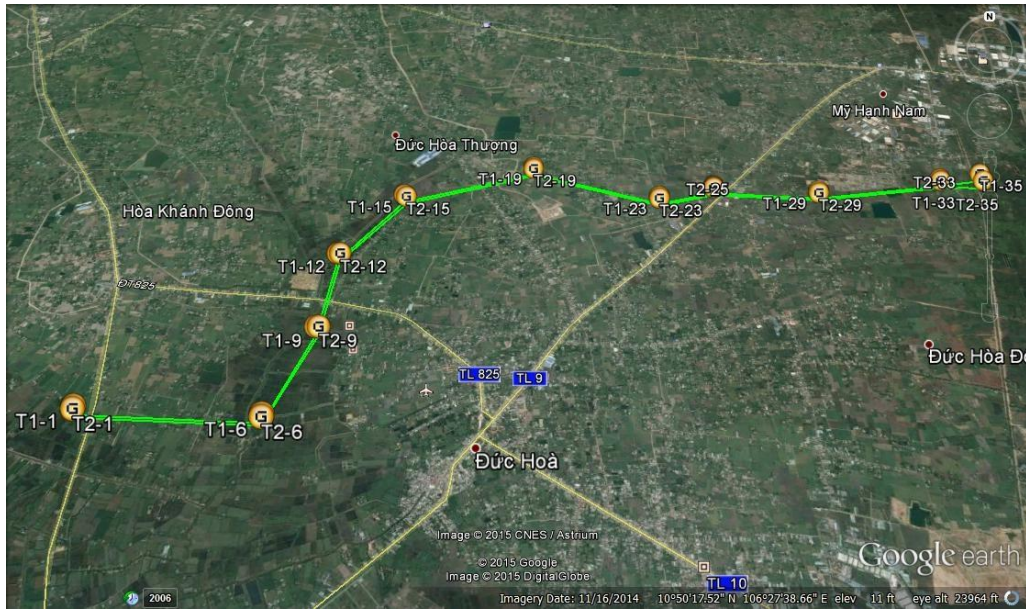 N
Mỹ Hạnh Nam
Đức Hòa Thượng
T1-19 T2-19
T2-25
T2-33
T1-35
T1-15 T2-15
T1-23 T2-23
T1-29 T2-29
T1-33 T2-35
Hòa Khánh Đông
T1-12 T2-12
ĐT825
T1-9 T2-9
Đức Hòa Đô
TL 825
TL 9
T1-1 T2-1
T1-6 T2-6
Đức Hoà
Image © 2015 CNES / Astrium
© 2015 Google
Image © 2015 DigitalGlobe
Google earth
TL 10
2006
Imagery Date: 11/16/2014 10°50'17.52" N 106°27'38.66" E elev 11 ft eye alt 23964 ft